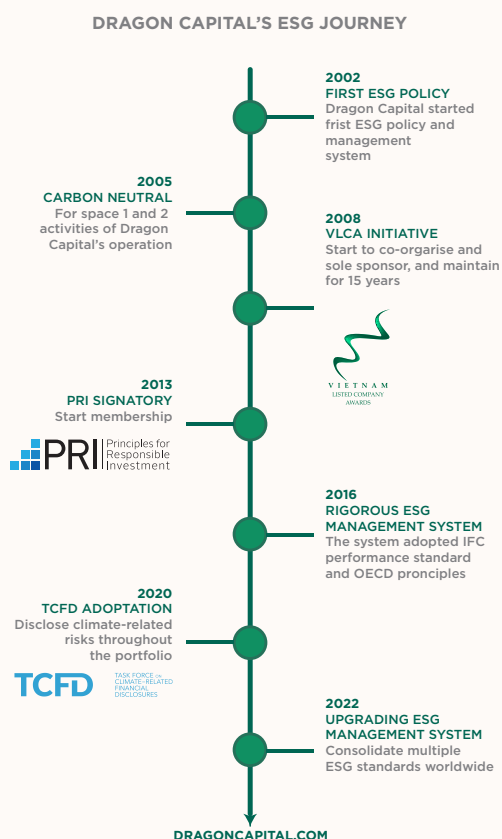 DRAGON CAPITAL'S ESG JOURNEY
2002
FIRST ESG POLICY
Dragon Capital started
frist ESG policy and
management
system
2005
CARBON NEUTRAL
For space 1 and 2
activities of Dragon
Capital's operation
2008
VLCA INITIATIVE
Start to co-orgarise and
sole sponsor, and maintain
for 15 years
VIETNAM
LISTED COMPANY
AWARDS
2013
PRI SIGNATORY
Start membership
PRI
Principles for
Responsible
Investment
2016
RIGOROUS ESG
MANAGEMENT SYSTEM
The system adopted IFC
performance standard
and OECD pronciples
2020
TCFD ADOPTATION
Disclose climate-related
risks throughout
the portfolio
TCFD
TASK FORCE ON
CLIMATE-RELATED
FINANCIAL
DISCLOSURES
2022
UPGRADING ESG
MANAGEMENT SYSTEM
Consolidate multiple
ESG standards worldwide
DRAGONCAPITAL.COM